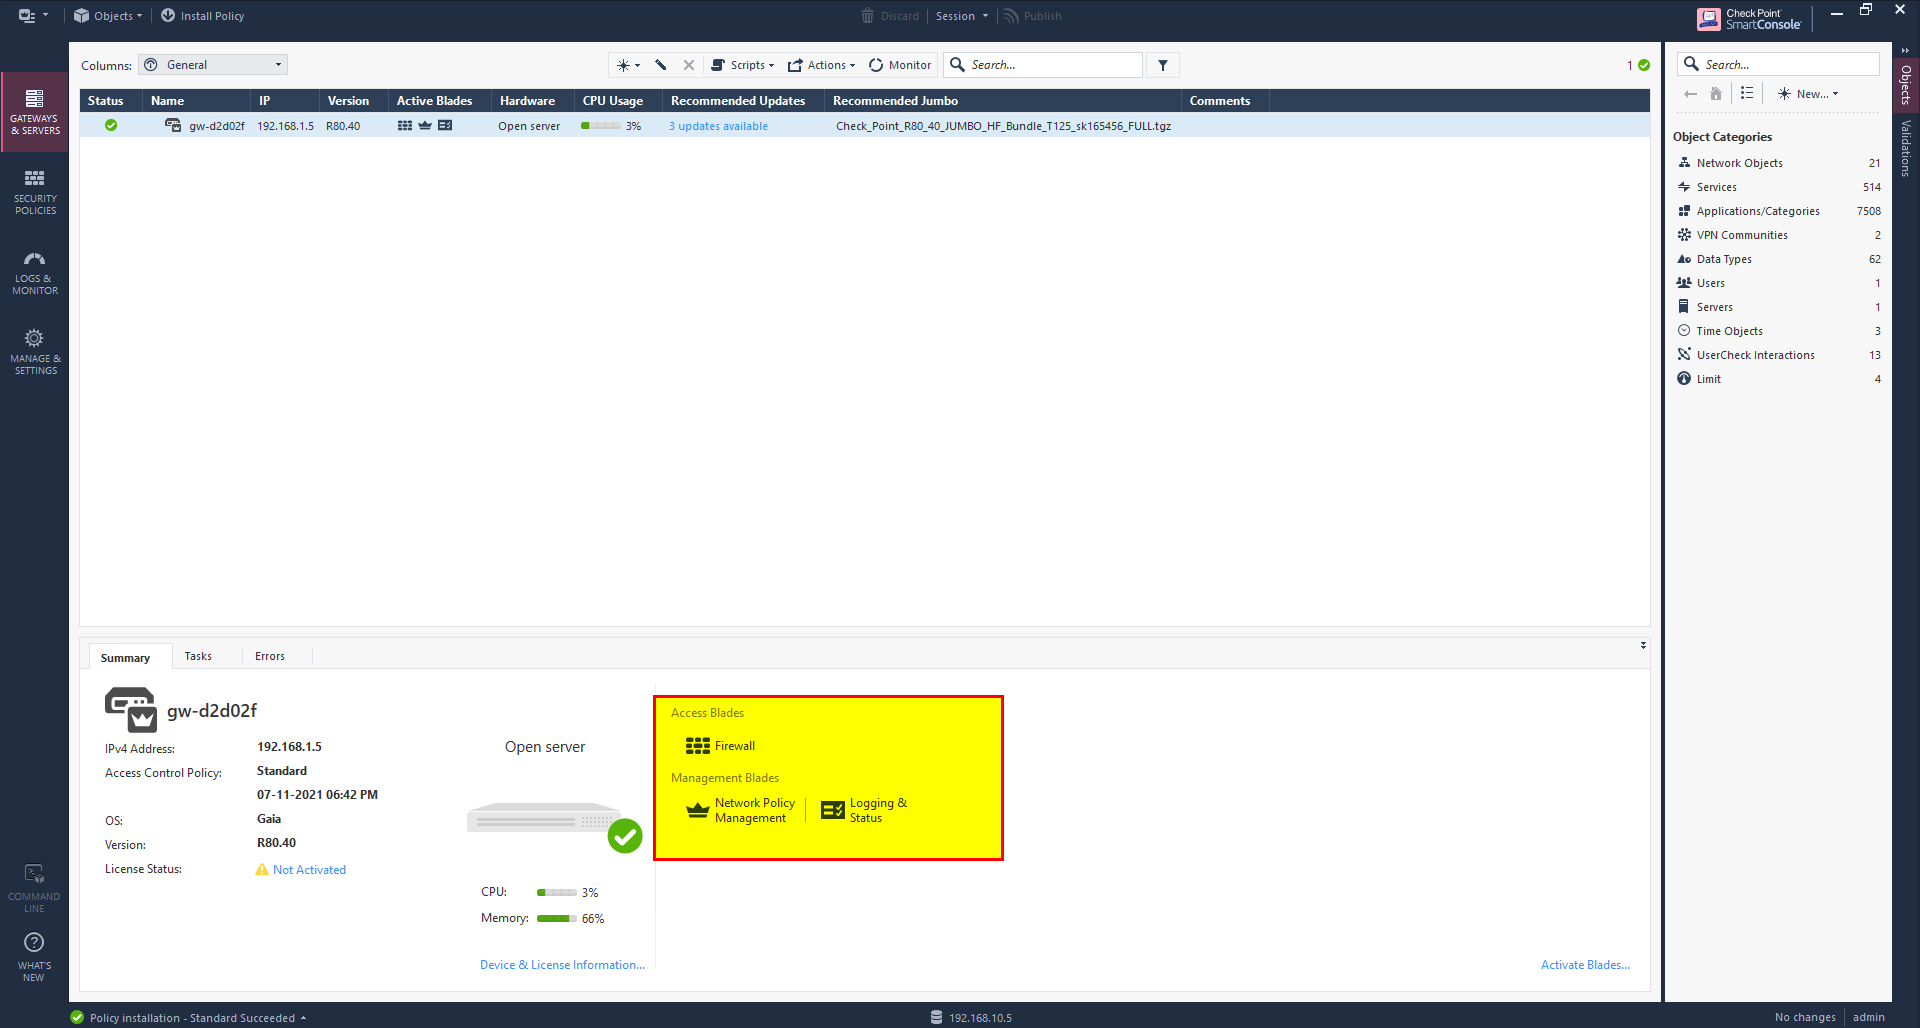 Objects
Install Policy
Discard
Session
Publish
Check Point
SmartConsole
Columns:
General
Scripts
Actions
Monitor
Search...
1
Status
Name
IP
Version
Active Blades
Hardware
CPU Usage
Recommended Updates
Recommended Jumbo
Comments
gw-d2d02f
192.168.1.5
R80.40
Open server
3%
3 updates available
Check_Point_R80_40_JUMBO_HF_Bundle_T125_sk165456_FULL.tgz
GATEWAYS
& SERVERS
SECURITY
POLICIES
LOGS &
MONITOR
MANAGE &
SETTINGS
COMMAND
LINE
WHAT'S
NEW
Summary
Tasks
Errors
gw-d2d02f
IPv4 Address:
192.168.1.5
Access Control Policy:
Standard
07-11-2021 06:42 PM
OS:
Gaia
Version:
R80.40
License Status:
Not Activated
Open server
CPU:
3%
Memory:
66%
Device & License Information...
Access Blades
Firewall
Management Blades
Network Policy
Management
Logging &
Status
Activate Blades...
Search...
New...
Object Categories
Network Objects 21
Services 514
Applications/Categories 7508
VPN Communities 2
Data Types 62
Users 1
Servers 1
Time Objects 3
UserCheck Interactions 13
Limit 4
Objects
Validations
Policy installation - Standard Succeeded
192.168.10.5
No changes
admin